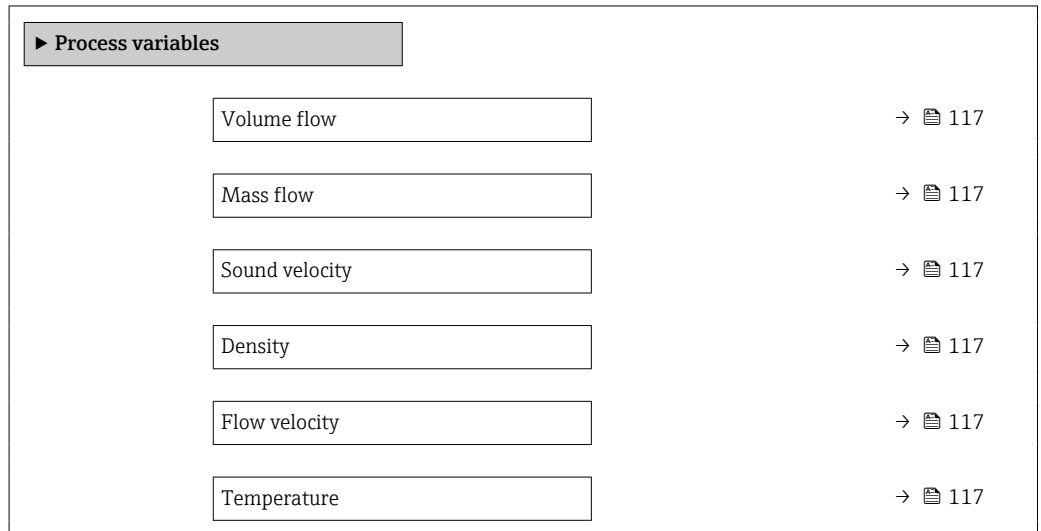 ▶ Process variables
Volume flow → 117
Mass flow → 117
Sound velocity → 117
Density → 117
Flow velocity → 117
Temperature → 117